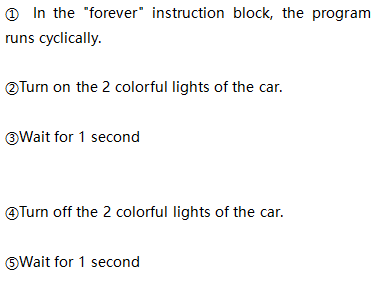 ① In the "forever" instruction block, the program
runs cyclically.
②Turn on the 2 colorful lights of the car.
③Wait for 1 second
④Turn off the 2 colorful lights of the car.
⑤Wait for 1 second